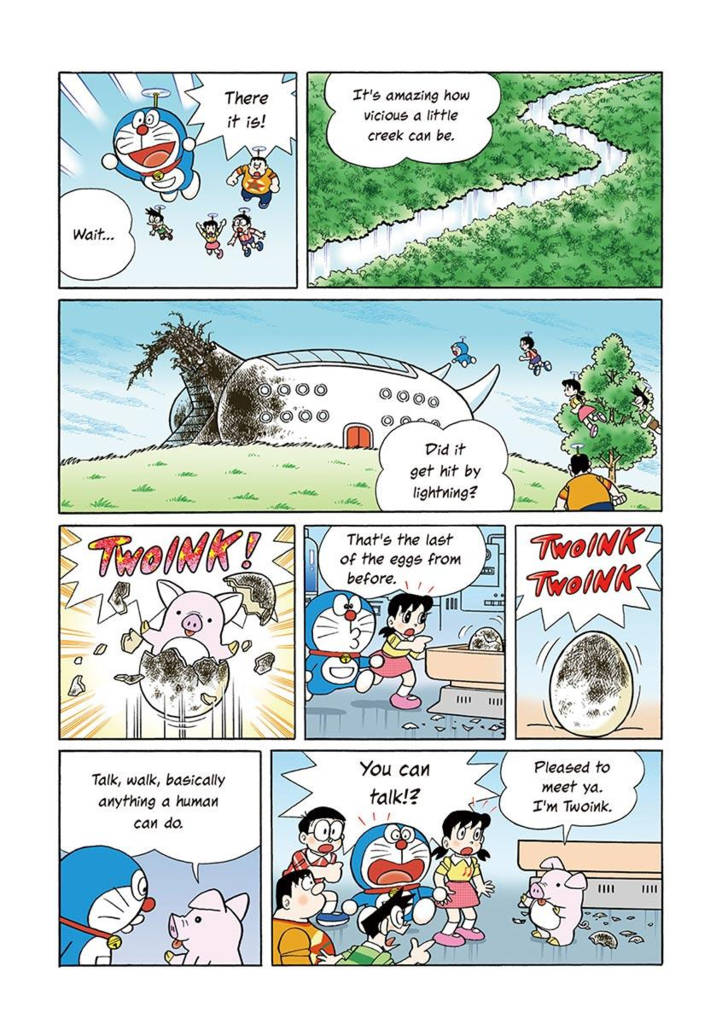 It's amazing how
vicious a little
creek can be.
There
it is!
Wait...
Did it
get hit by
lightning?
TWOINK
TWOINK
That's the last
of the eggs from
before.
TWOINK!
Pleased to
meet ya.
I'm Twoink.
You can
talk!?
Talk, walk, basically
anything a human
can do.